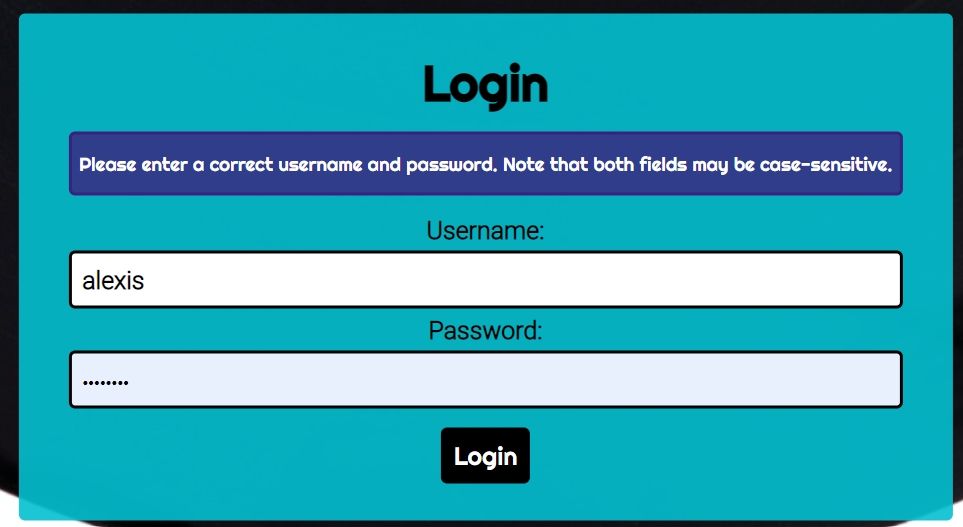 Login
Please enter a correct username and password. Note that both fields may be case-sensitive.
Username:
alexis
Password:
••••••••
Login